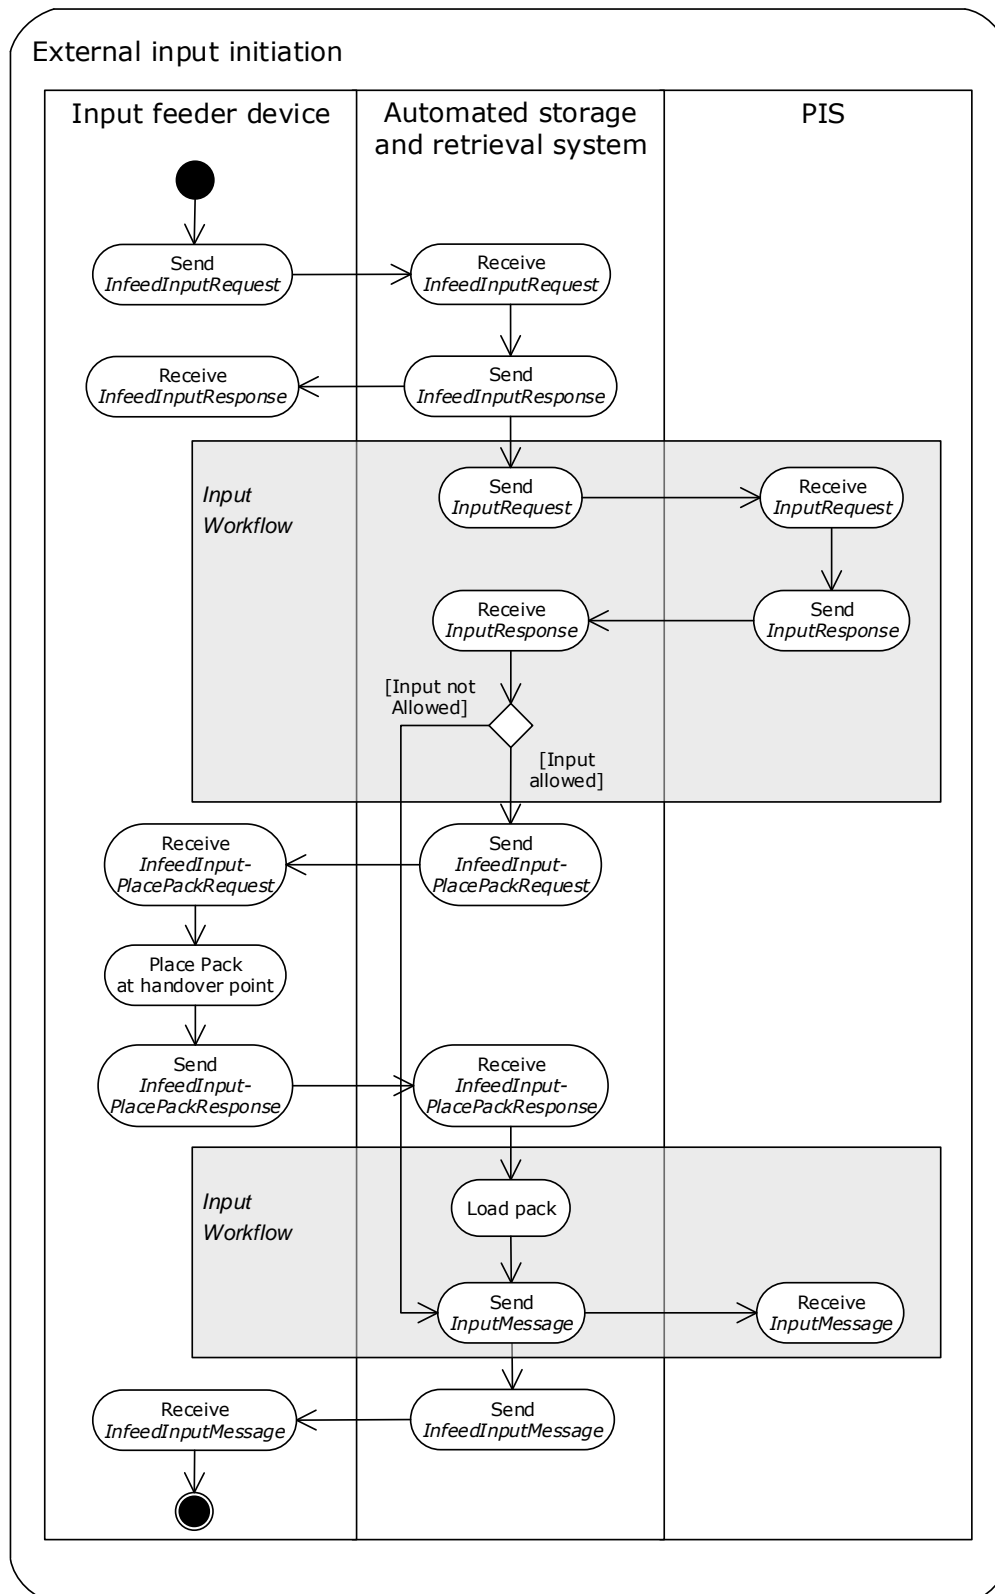 External input initiation
Input feeder device
Automated storage
and retrieval system
PIS
Send
InfeedInputRequest
Receive
InfeedInputRequest
Receive
InfeedInputResponse
Send
InfeedInputResponse
Input
Workflow
Send
InputRequest
Receive
InputRequest
Receive
InputResponse
Send
InputResponse
[Input not
Allowed]
[Input
allowed]
Receive
InfeedInput-
PlacePackRequest
Send
InfeedInput-
PlacePackRequest
Place Pack
at handover point
Send
InfeedInput-
PlacePackResponse
Receive
InfeedInput-
PlacePackResponse
Input
Workflow
Load pack
Send
InputMessage
Receive
InputMessage
Receive
InfeedInputMessage
Send
InfeedInputMessage